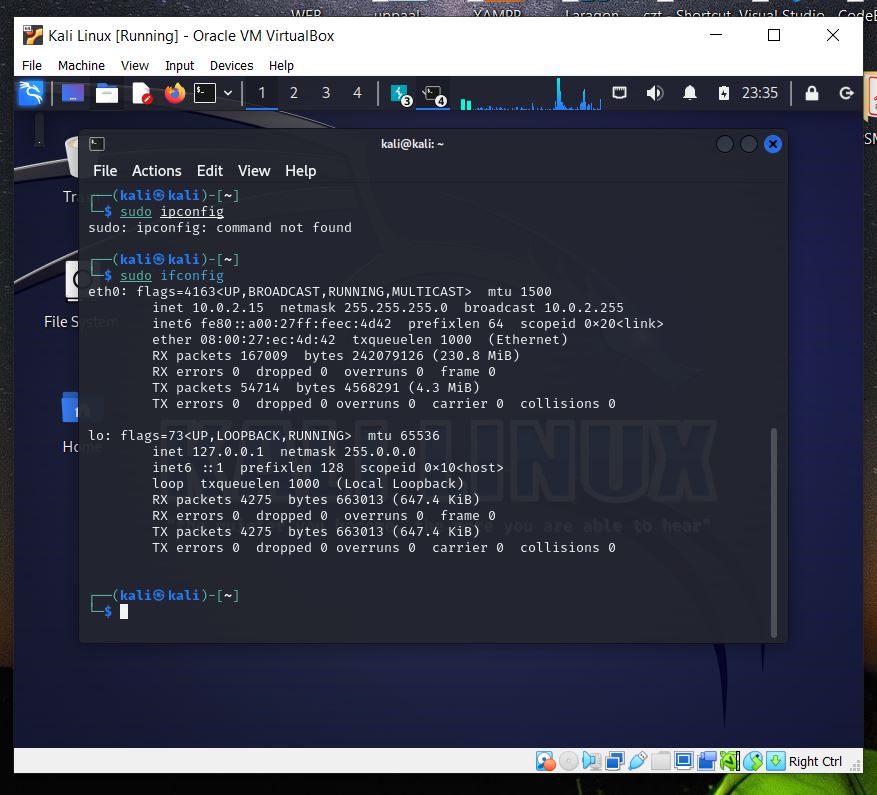 WEB uppaal XAMPP Laragon czt - Shortcut Visual Studio
Kali Linux [Running] - Oracle VM VirtualBox
File Machine View Input Devices Help
1 2 3 4 3 4 23:35
kali@kali: ~
File Actions Edit View Help
┌──(kali㉿kali)-[~]
└─$ sudo ipconfig
sudo: ipconfig: command not found
┌──(kali㉿kali)-[~]
└─$ sudo ifconfig
eth0: flags=4163<UP,BROADCAST,RUNNING,MULTICAST>  mtu 1500
inet 10.0.2.15  netmask 255.255.255.0  broadcast 10.0.2.255
inet6 fe80::a00:27ff:feec:4d42  prefixlen 64  scopeid 0×20<link>
ether 08:00:27:ec:4d:42  txqueuelen 1000  (Ethernet)
RX packets 167009  bytes 242079126 (230.8 MiB)
RX errors 0  dropped 0  overruns 0  frame 0
TX packets 54714  bytes 4568291 (4.3 MiB)
TX errors 0  dropped 0 overruns 0  carrier 0  collisions 0
lo: flags=73<UP,LOOPBACK,RUNNING>  mtu 65536
inet 127.0.0.1  netmask 255.0.0.0
inet6 ::1  prefixlen 128  scopeid 0×10<host>
loop  txqueuelen 1000  (Local Loopback)
RX packets 4275  bytes 663013 (647.4 KiB)
RX errors 0  dropped 0  overruns 0  frame 0
TX packets 4275  bytes 663013 (647.4 KiB)
TX errors 0  dropped 0 overruns 0  carrier 0  collisions 0
┌──(kali㉿kali)-[~]
└─$
File System
KALI LINUX
you are able to hear"
Right Ctrl